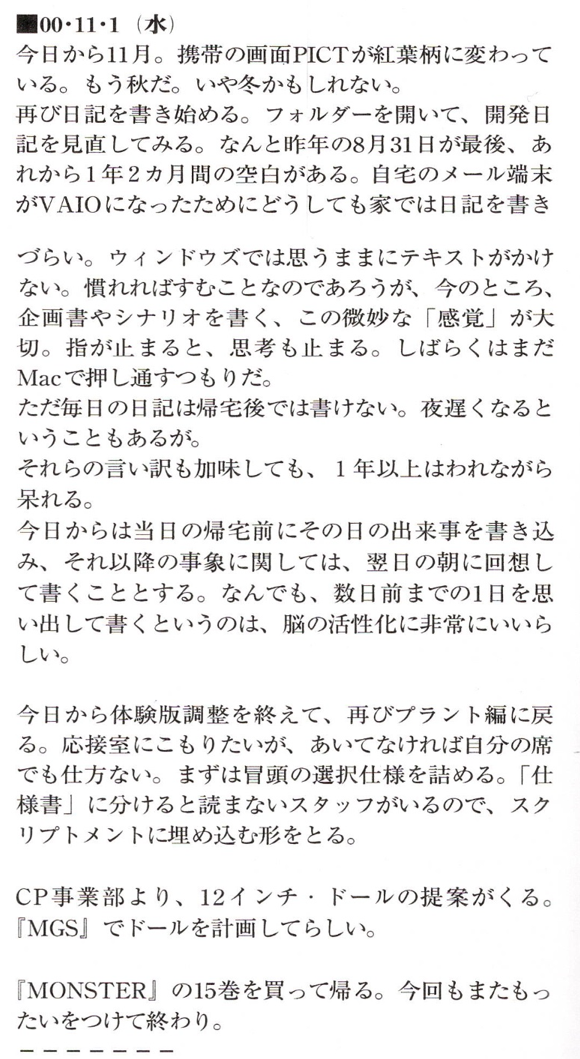 ■00・11・1（水）
今日から11月。携帯の画面PICTが紅葉柄に変わって
いる。もう秋だ。いや冬かもしれない。
再び日記を書き始める。フォルダーを開いて、開発日
記を見直してみる。なんと昨年の8月31日が最後、あ
れから1年2カ月間の空白がある。自宅のメール端末
がVAIOになったためにどうしても家では日記を書き
づらい。ウィンドウズでは思うままにテキストがかけ
ない。慣れればすむことなのであろうが、今のところ、
企画書やシナリオを書く、この微妙な「感覚」が大
切。指が止まると、思考も止まる。しばらくはまだ
Macで押し通すつもりだ。
ただ毎日の日記は帰宅後では書けない。夜遅くなると
いうこともあるが。
それらの言い訳も加味しても、1年以上はわれながら
呆れる。
今日からは当日の帰宅前にその日の出来事を書き込
み、それ以降の事象に関しては、翌日の朝に回想し
て書くこととする。なんでも、数日前までの1日を思
い出して書くというのは、脳の活性化に非常にいいら
しい。
今日から体験版調整を終えて、再びプラント編に戻
る。応接室にこもりたいが、あいてなければ自分の席
でも仕方ない。まずは冒頭の選択仕様を詰める。「仕
様書」に分けると読まないスタッフがいるので、スク
リプトメントに埋め込む形をとる。
CP事業部より、12インチ・ドールの提案がくる。
『MGS』でドールを計画してらしい。
『MONSTER』の15巻を買って帰る。今回もまたもっ
たいをつけて終わり。
－－－－－－－